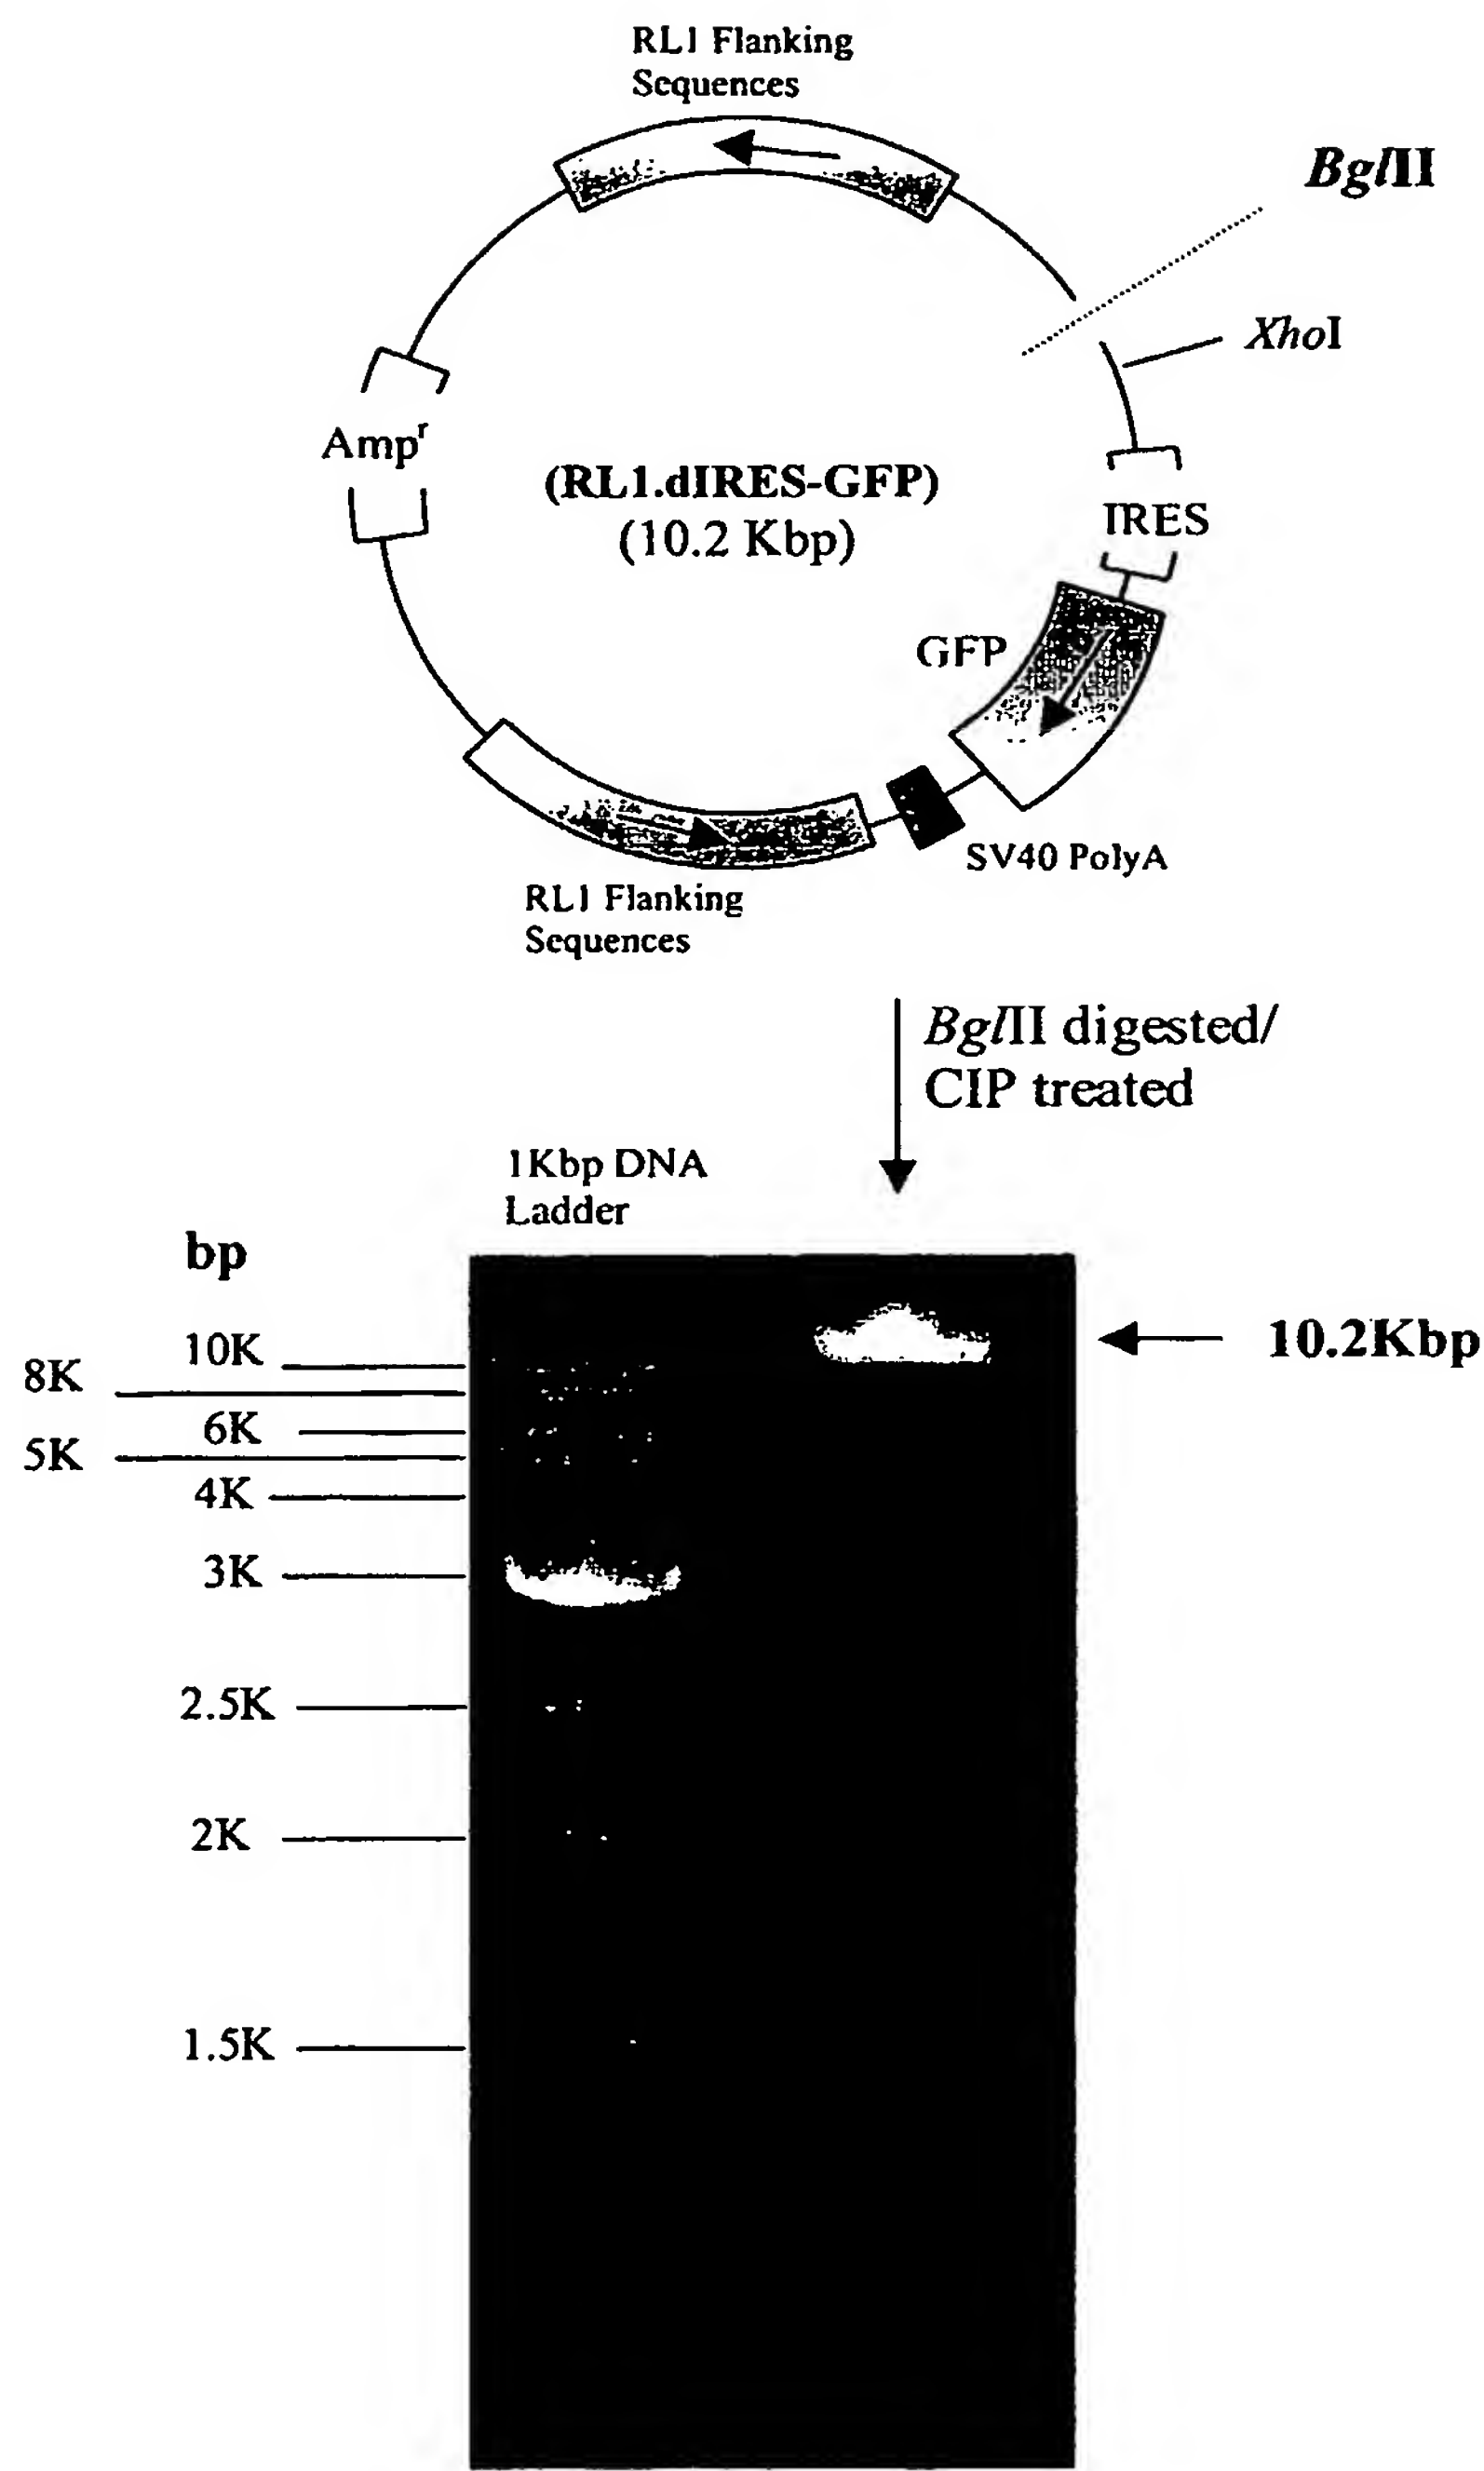 RL1 Flanking
Sequences
BglII
XhoI
Ampʳ
(RL1.dIRES-GFP)
(10.2 Kbp)
IRES
GFP
SV40 PolyA
RL1 Flanking
Sequences
BglII digested/
CIP treated
1Kbp DNA
Ladder
bp
10K
10.2Kbp
8K
6K
5K
4K
3K
2.5K
2K
1.5K